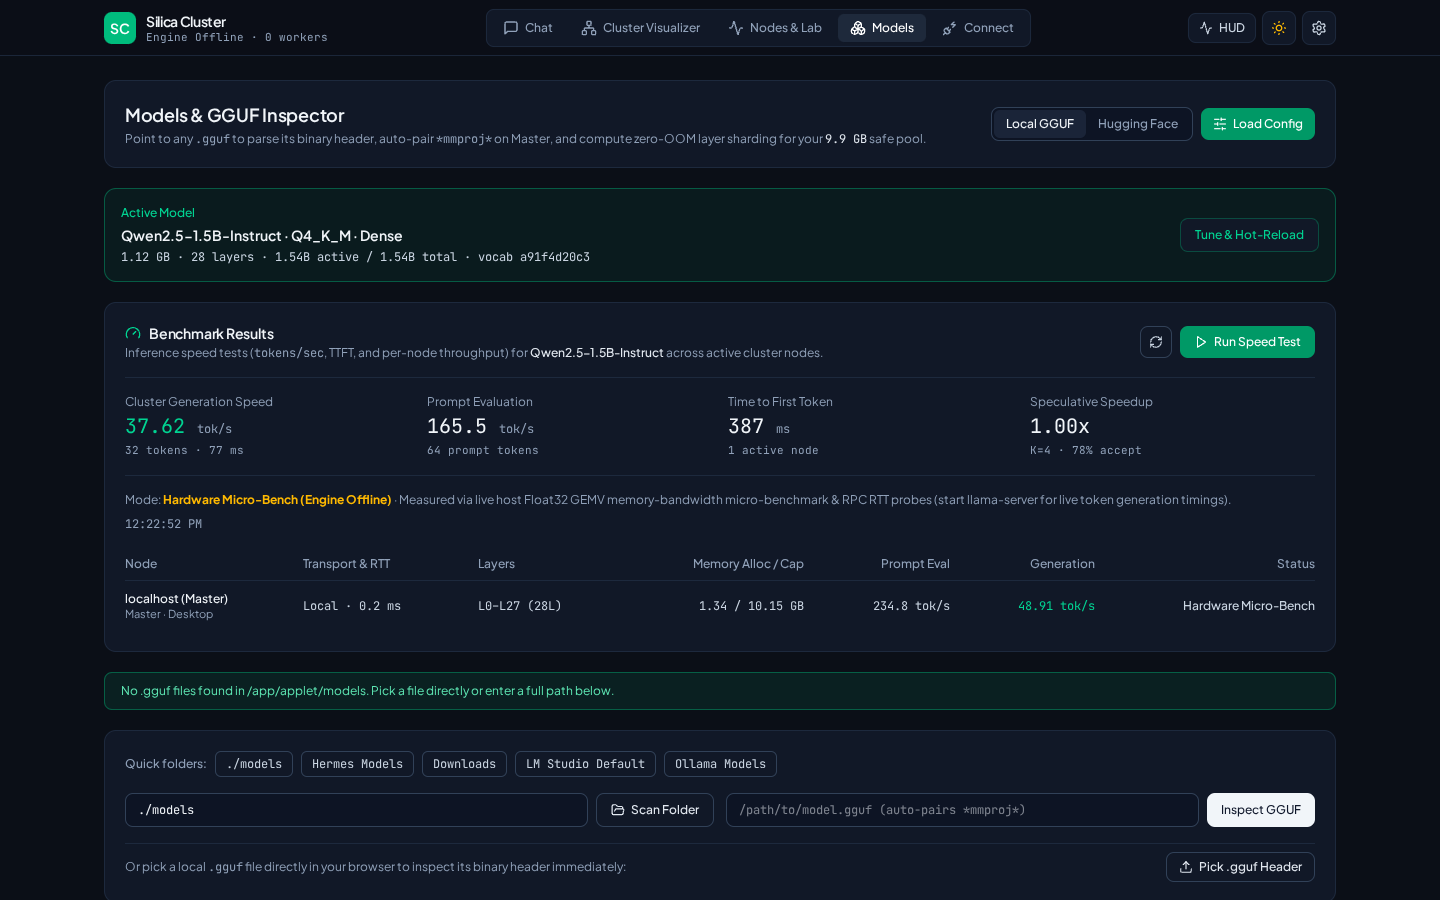 SC
Silica Cluster
Engine Offline · 0 workers
Chat
Cluster Visualizer
Nodes & Lab
Models
Connect
HUD
Models & GGUF Inspector
Point to any .gguf to parse its binary header, auto-pair *mmproj* on Master, and compute zero-OOM layer sharding for your 9.9 GB safe pool.
Local GGUF
Hugging Face
Load Config
Active Model
Qwen2.5-1.5B-Instruct · Q4_K_M · Dense
1.12 GB · 28 layers · 1.54B active / 1.54B total · vocab a91f4d20c3
Tune & Hot-Reload
Benchmark Results
Inference speed tests (tokens/sec, TTFT, and per-node throughput) for Qwen2.5-1.5B-Instruct across active cluster nodes.
Run Speed Test
Cluster Generation Speed
37.62 tok/s
32 tokens · 77 ms
Prompt Evaluation
165.5 tok/s
64 prompt tokens
Time to First Token
387 ms
1 active node
Speculative Speedup
1.00x
K=4 · 78% accept
Mode: Hardware Micro-Bench (Engine Offline) · Measured via live host Float32 GEMV memory-bandwidth micro-benchmark & RPC RTT probes (start llama-server for live token generation timings).
12:22:52 PM
Node Transport & RTT Layers Memory Alloc / Cap Prompt Eval Generation Status
localhost (Master) Local · 0.2 ms L0–L27 (28L) 1.34 / 10.15 GB 234.8 tok/s 48.91 tok/s Hardware Micro-Bench
Master · Desktop
No .gguf files found in /app/applet/models. Pick a file directly or enter a full path below.
Quick folders: ./models Hermes Models Downloads LM Studio Default Ollama Models
./models
Scan Folder
/path/to/model.gguf (auto-pairs *mmproj*)
Inspect GGUF
Or pick a local .gguf file directly in your browser to inspect its binary header immediately:
Pick .gguf Header